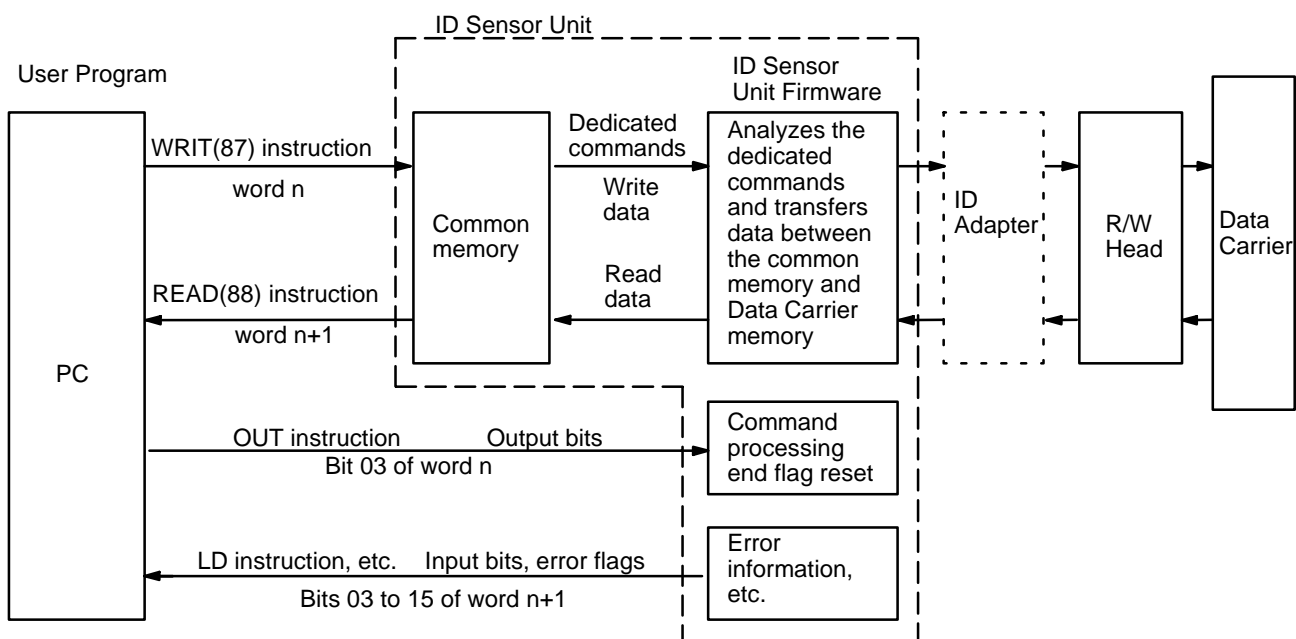 ID Sensor Unit
User Program
ID Sensor
Unit Firmware
WRIT(87) instruction
word n
READ(88) instruction
word n+1
PC
Common
memory
Dedicated
commands
Write
data
Read
data
Analyzes the
dedicated
commands
and transfers
data between
the common
memory and
Data Carrier
memory
ID
Adapter
R/W
Head
Data
Carrier
OUT instruction
Output bits
Bit 03 of word n
Command
processing
end flag reset
LD instruction, etc.
Input bits, error flags
Bits 03 to 15 of word n+1
Error
information,
etc.